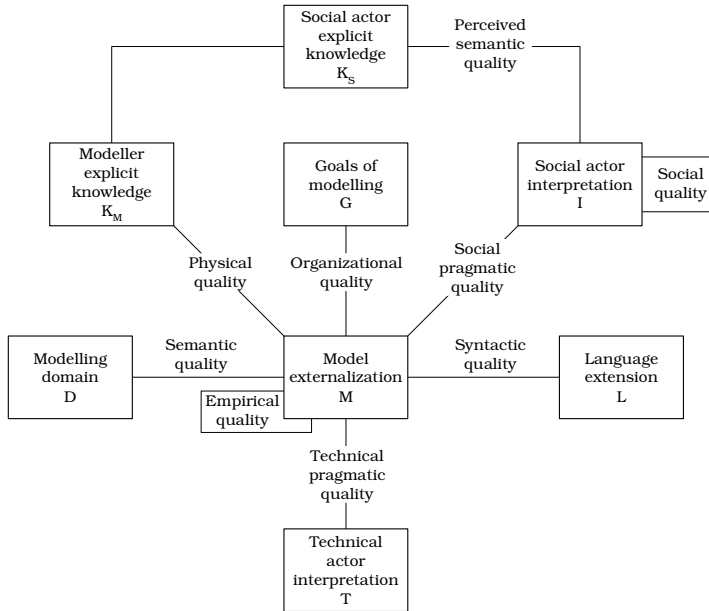 Social actor
explicit
knowledge
K_S
Perceived
semantic
quality
Modeller
explicit
knowledge
K_M
Goals of
modelling
G
Social actor
interpretation
I
Social
quality
Physical
quality
Organizational
quality
Social
pragmatic
quality
Modelling
domain
D
Semantic
quality
Model
externalization
M
Syntactic
quality
Language
extension
L
Empirical
quality
Technical
pragmatic
quality
Technical
actor
interpretation
T